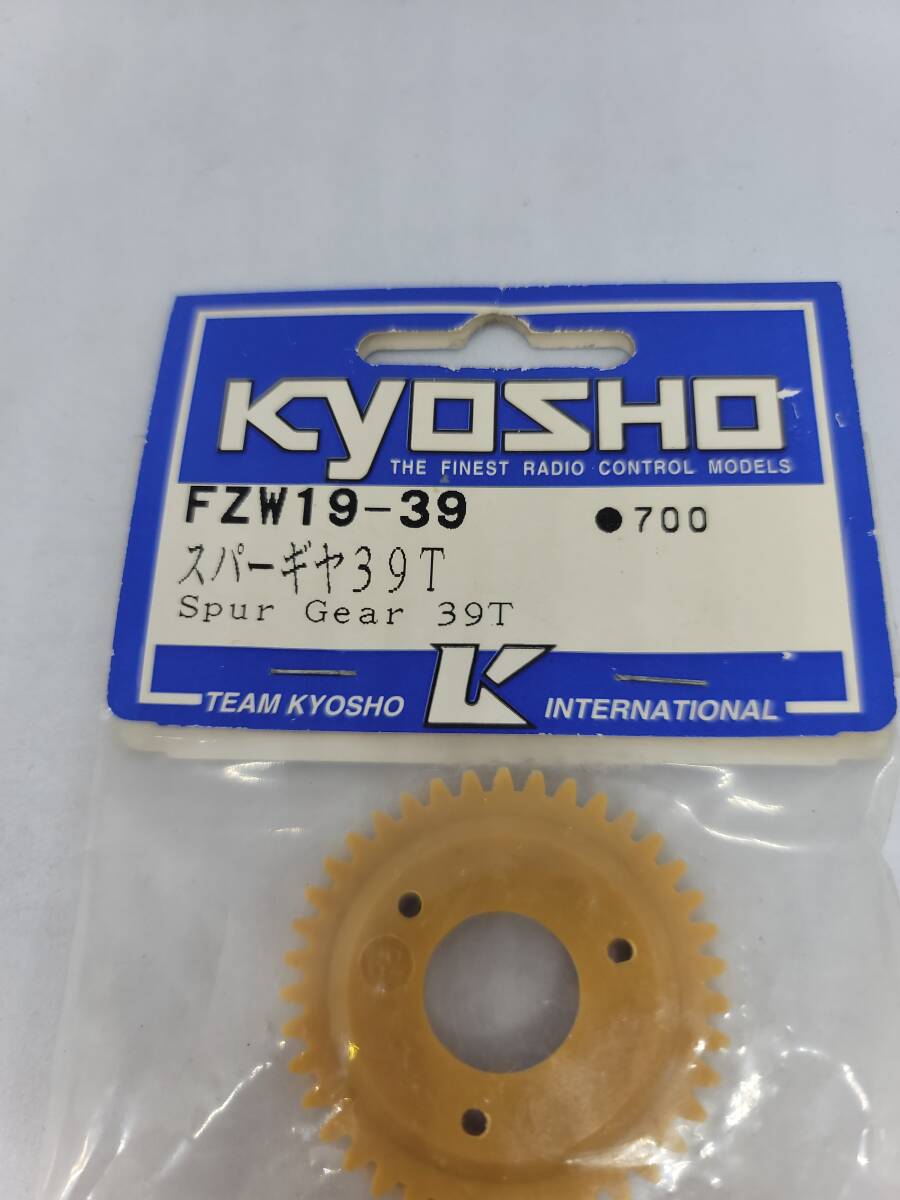 KYOSHO
THE FINEST RADIO CONTROL MODELS
FZW19-39 ●700
スパーギヤ39T
Spur Gear 39T
TEAM KYOSHO K INTERNATIONAL